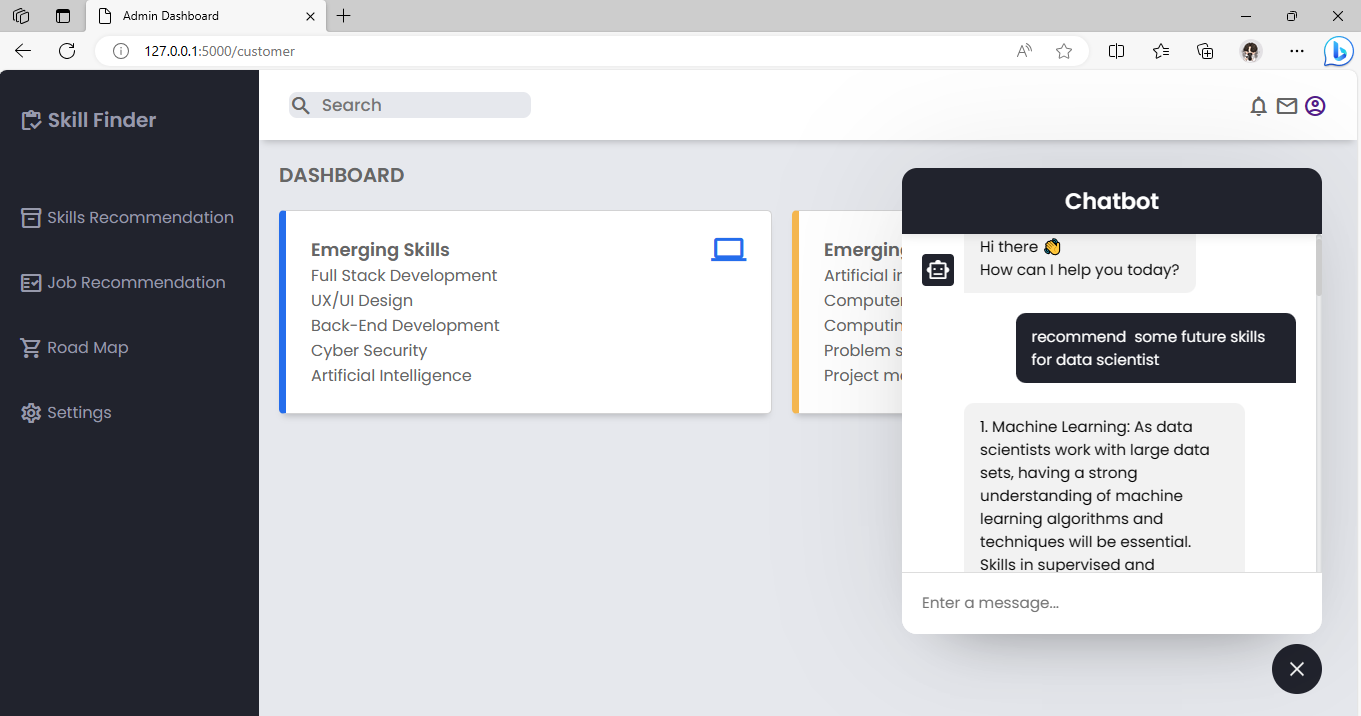 Admin Dashboard
127.0.0.1:5000/customer
Skill Finder
Search
Skills Recommendation
Job Recommendation
Road Map
Settings
DASHBOARD
Emerging Skills
Full Stack Development
UX/UI Design
Back-End Development
Cyber Security
Artificial Intelligence
Emerging
Artificial
Computer
Problem
Chatbot
Hi there 👋
How can I help you today?
recommend  some future skills
for data scientist
1. Machine Learning: As data
scientists work with large data
sets, having a strong
understanding of machine
learning algorithms and
techniques will be essential.
Skills in supervised and
Enter a message...